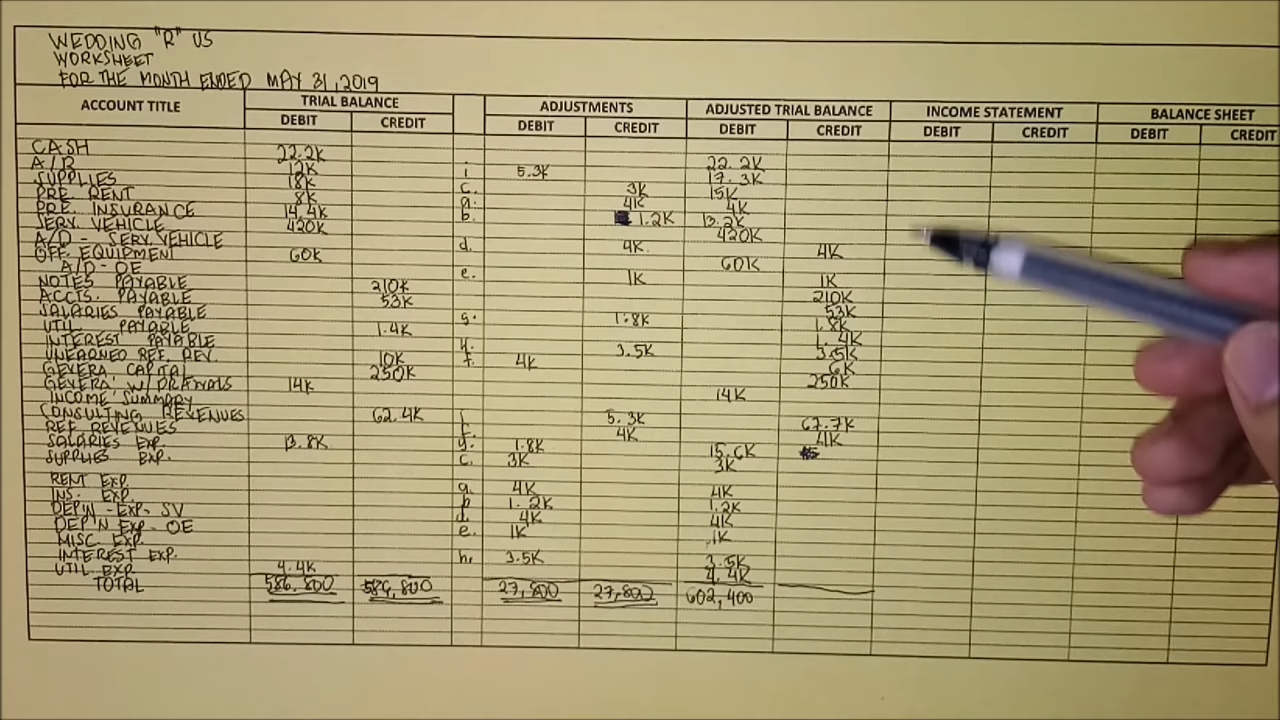 WEDDING "R" US
WORKSHEET
FOR THE MONTH ENDED MAY 31, 2019
ACCOUNT TITLE TRIAL BALANCE ADJUSTMENTS ADJUSTED TRIAL BALANCE INCOME STATEMENT BALANCE SHEET
DEBIT CREDIT DEBIT CREDIT DEBIT CREDIT DEBIT CREDIT DEBIT CREDIT
CASH 22.2K 22.2K
A/R 12K i 5.3K 17.3K
SUPPLIES 18K c. 3K 15K
PRE. RENT 8K a. 4K 4K
PRE. INSURANCE 14.4K b. 1.2K 13.2K
SERV. VEHICLE 420K 420K
A/D - SERV. VEHICLE d. 4K 4K
OFF. EQUIPMENT 60K 60K
A/D - OE e. 1K 1K
NOTES PAYABLE 210K 210K
ACCTS. PAYABLE 53K 53K
SALARIES PAYABLE g. 1.8K 1.8K
UTIL. PAYABLE 1.4K 1.4K
INTEREST PAYABLE h. 3.5K 3.5K
UNEARNED REF. REV. 10K f. 4K 6K
GEVERA, CAPITAL 250K 250K
GEVERA, W/DRAWALS 14K 14K
INCOME SUMMARY
CONSULTING REVENUES 62.4K i 5.3K 67.7K
REF. REVENUES f. 4K 4K
SALARIES EXP. 13.8K g. 1.8K 15.6K
SUPPLIES EXP. c. 3K 3K
RENT EXP. a. 4K 4K
INS. EXP. b 1.2K 1.2K
DEP'N - EXP - SV d. 4K 4K
DEP'N EXP - OE e. 1K 1K
MISC. EXP.
INTEREST EXP. h. 3.5K 3.5K
UTIL EXP. 4.4K 4.4K
TOTAL 586,800 586,800 27,800 27,800 602,400